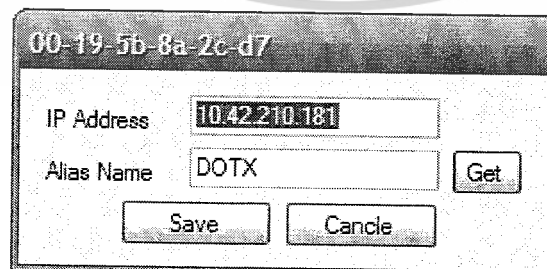 00-19-5b-8a-2c-d7
IP Address 10.42.210.181
Alias Name DOTX Get
Save Cancle